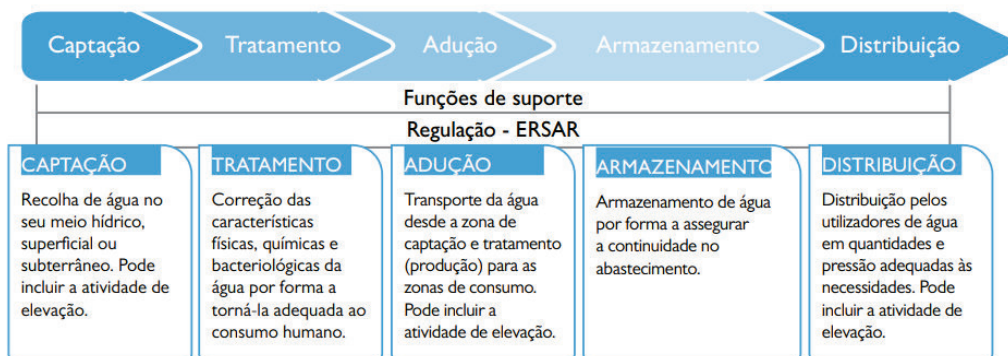 Captação
Tratamento
Adução
Armazenamento
Distribuição
Funções de suporte
Regulação - ERSAR
CAPTAÇÃO
Recolha de água no
seu meio hídrico,
superficial ou
subterrâneo. Pode
incluir a atividade de
elevação.
TRATAMENTO
Correção das
características
físicas, químicas e
bacteriológicas da
água por forma a
torná-la adequada ao
consumo humano.
ADUÇÃO
Transporte da água
desde a zona de
captação e tratamento
(produção) para as
zonas de consumo.
Pode incluir a
atividade de elevação.
ARMAZENAMENTO
Armazenamento de água
por forma a assegurar
a continuidade no
abastecimento.
DISTRIBUIÇÃO
Distribuição pelos
utilizadores de água
em quantidades e
pressão adequadas às
necessidades. Pode
incluir a atividade de
elevação.